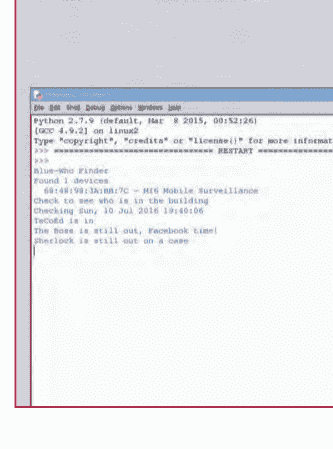 File Edit Shell Debug Options Windows Help
Python 2.7.9 (default, Mar 8 2015, 00:52:26)
[GCC 4.9.2] on linux2
Type "copyright", "credits" or "license()" for more informat
>>> ================================ RESTART ================
>>>
Blue-Who Finder
Found 1 devices
68:48:98:3A:BB:7C - MI6 Mobile Surveillance
Check to see who is in the building
Checking Sun, 10 Jul 2016 19:40:06
TeCoEd is in
The Boss is still out, Facebook time!
Sherlock is still out on a case